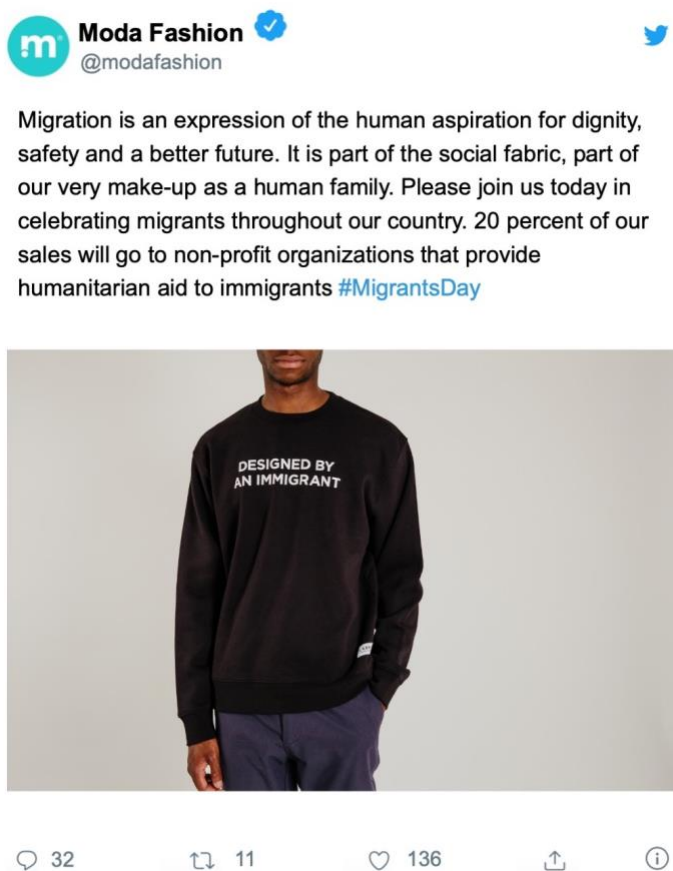 m
Moda Fashion
@modafashion
Migration is an expression of the human aspiration for dignity,
safety and a better future. It is part of the social fabric, part of
our very make-up as a human family. Please join us today in
celebrating migrants throughout our country. 20 percent of our
sales will go to non-profit organizations that provide
humanitarian aid to immigrants #MigrantsDay
DESIGNED BY
AN IMMIGRANT
32
11
136